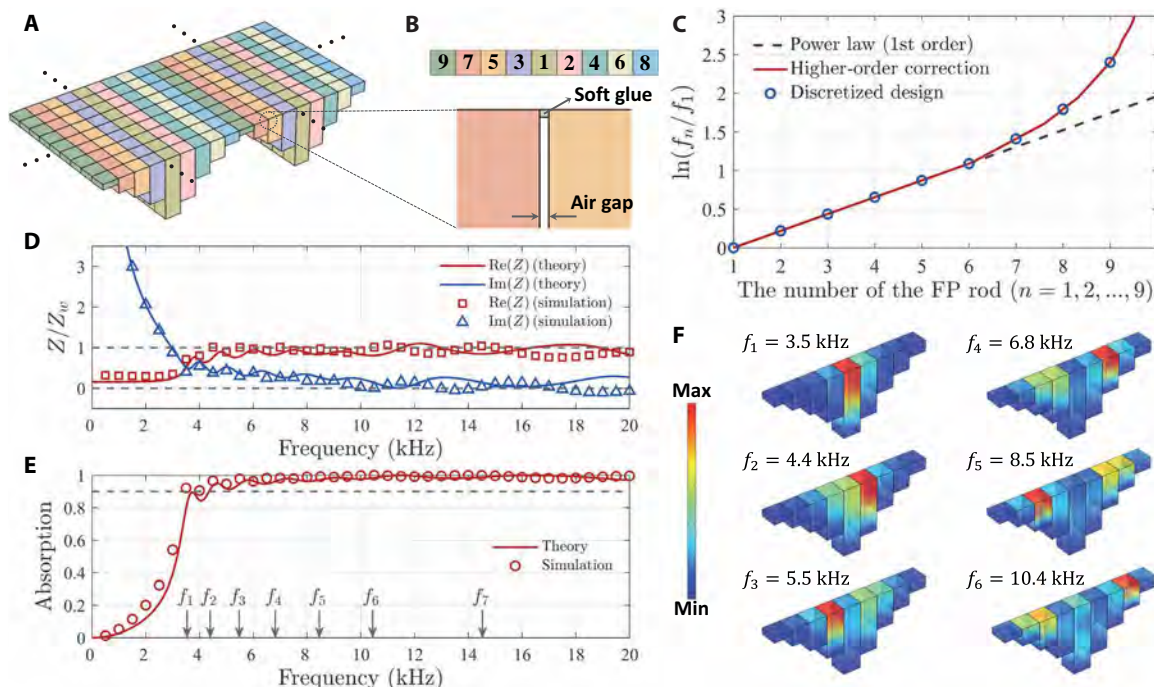 A
B
9 7 5 3 1 2 4 6 8
Soft glue
Air gap
C
3
2.5
2
1.5
1
0.5
0
ln(fₙ/f₁)
Power law (1st order)
Higher-order correction
Discretized design
1 2 3 4 5 6 7 8 9
The number of the FP rod (n = 1, 2, ..., 9)
D
3
2
1
0
Z/Z_w
Re(Z) (theory)
Im(Z) (theory)
Re(Z) (simulation)
Im(Z) (simulation)
0 2 4 6 8 10 12 14 16 18 20
Frequency (kHz)
E
1
0.8
0.6
0.4
0.2
0
Absorption
Theory
Simulation
f₁ f₂ f₃ f₄ f₅ f₆ f₇
0 2 4 6 8 10 12 14 16 18 20
Frequency (kHz)
F
Max
Min
f₁ = 3.5 kHz
f₄ = 6.8 kHz
f₂ = 4.4 kHz
f₅ = 8.5 kHz
f₃ = 5.5 kHz
f₆ = 10.4 kHz